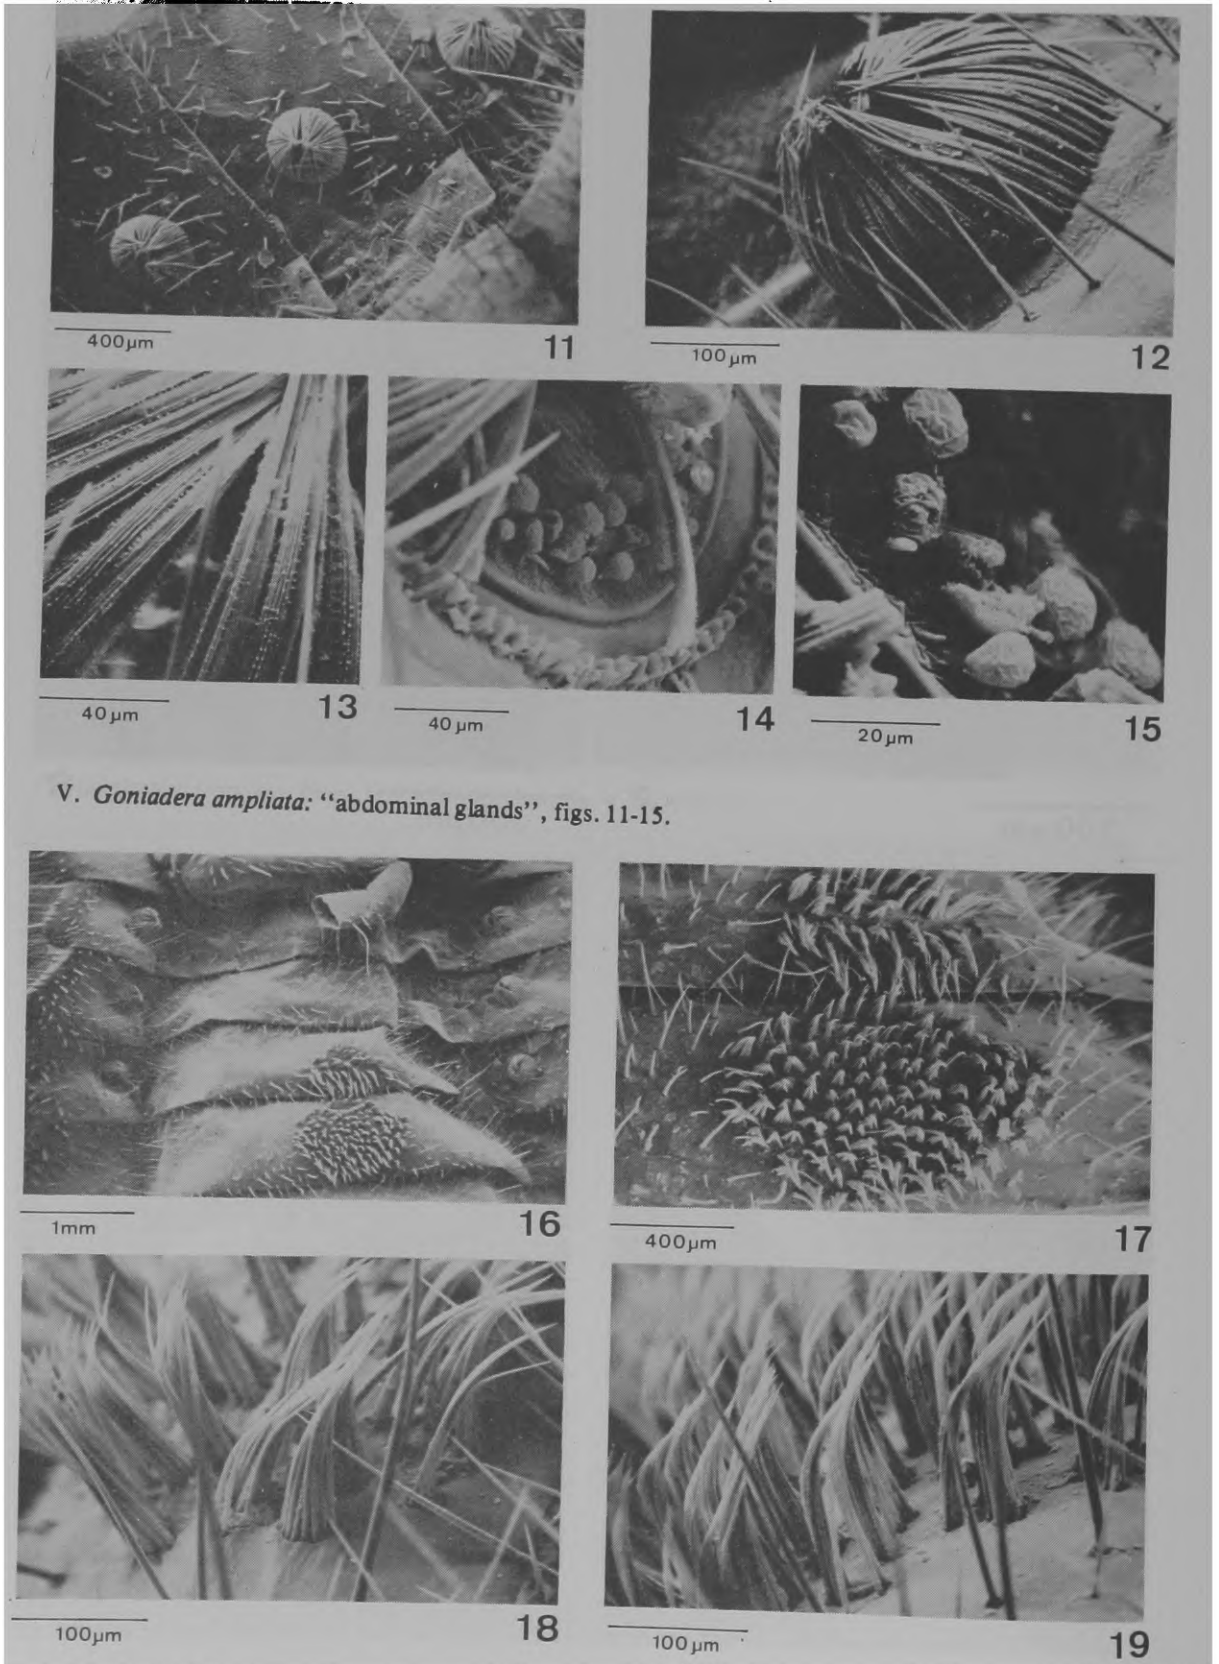 400µm 11
100µm 12
40µm 13
40µm 14
20µm 15
V. Goniadera ampliata: “abdominal glands”, figs. 11-15.
1mm 16
400µm 17
100µm 18
100µm 19